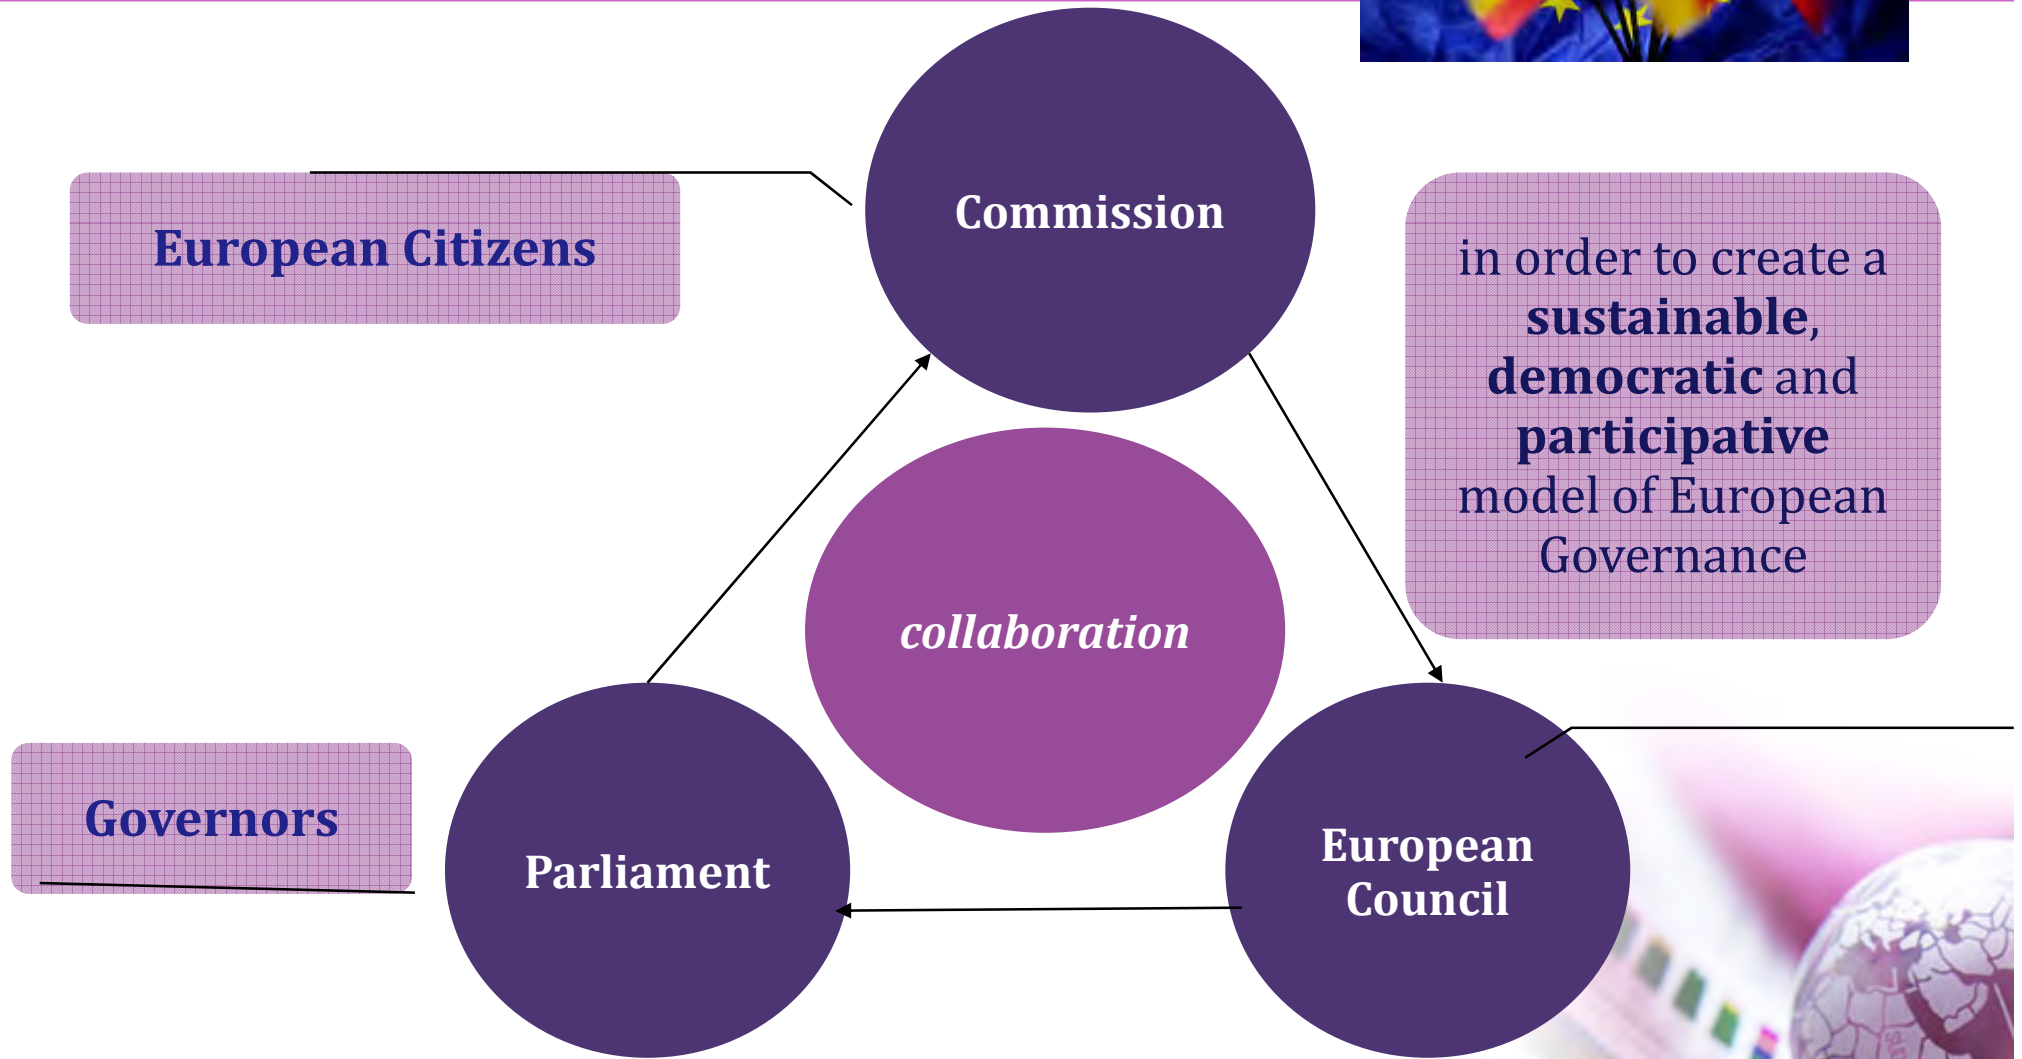 Commission
European Citizens
in order to create a
sustainable,
democratic and
participative
model of European
Governance
collaboration
Governors
Parliament
European
Council